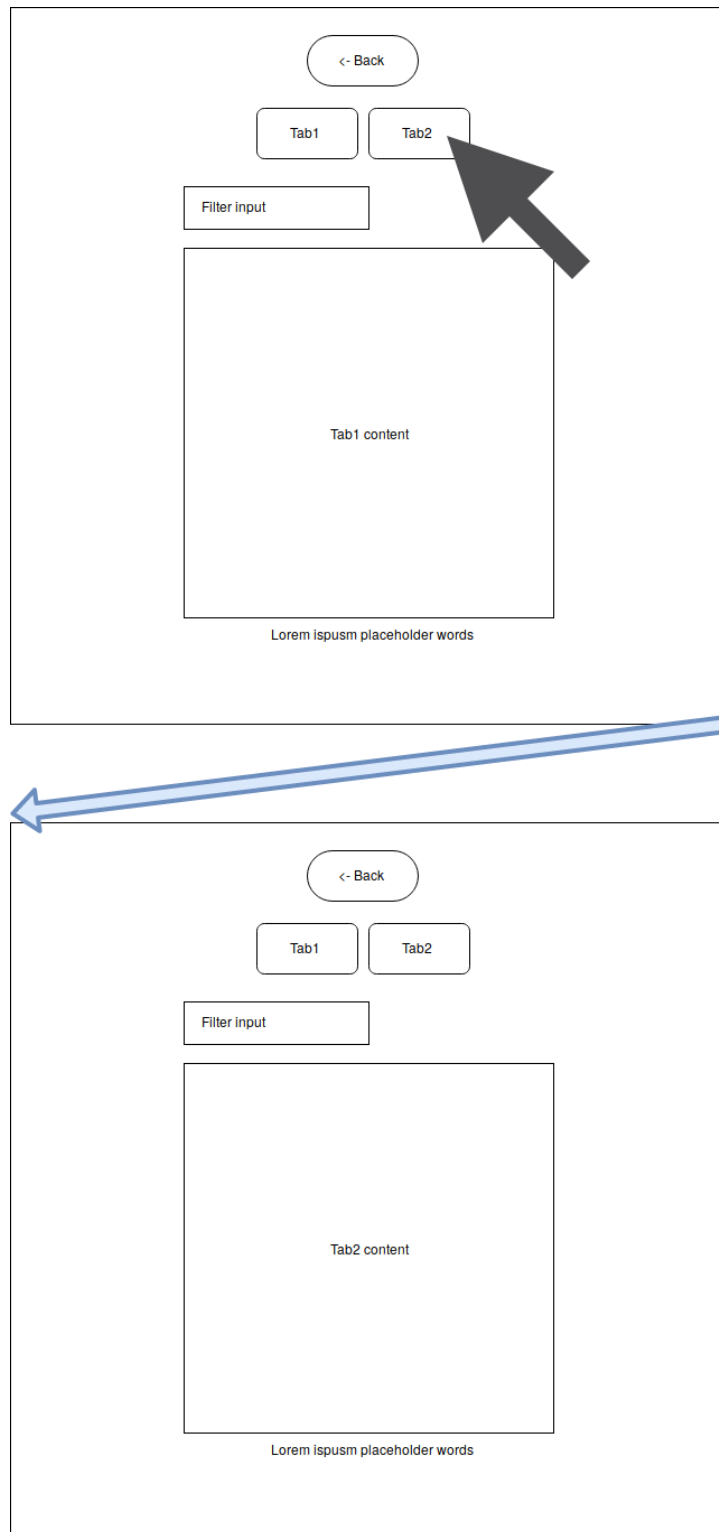 <- Back
Tab1 Tab2
Filter input
Tab1 content
Lorem ispusm placeholder words
<- Back
Tab1 Tab2
Filter input
Tab2 content
Lorem ispusm placeholder words